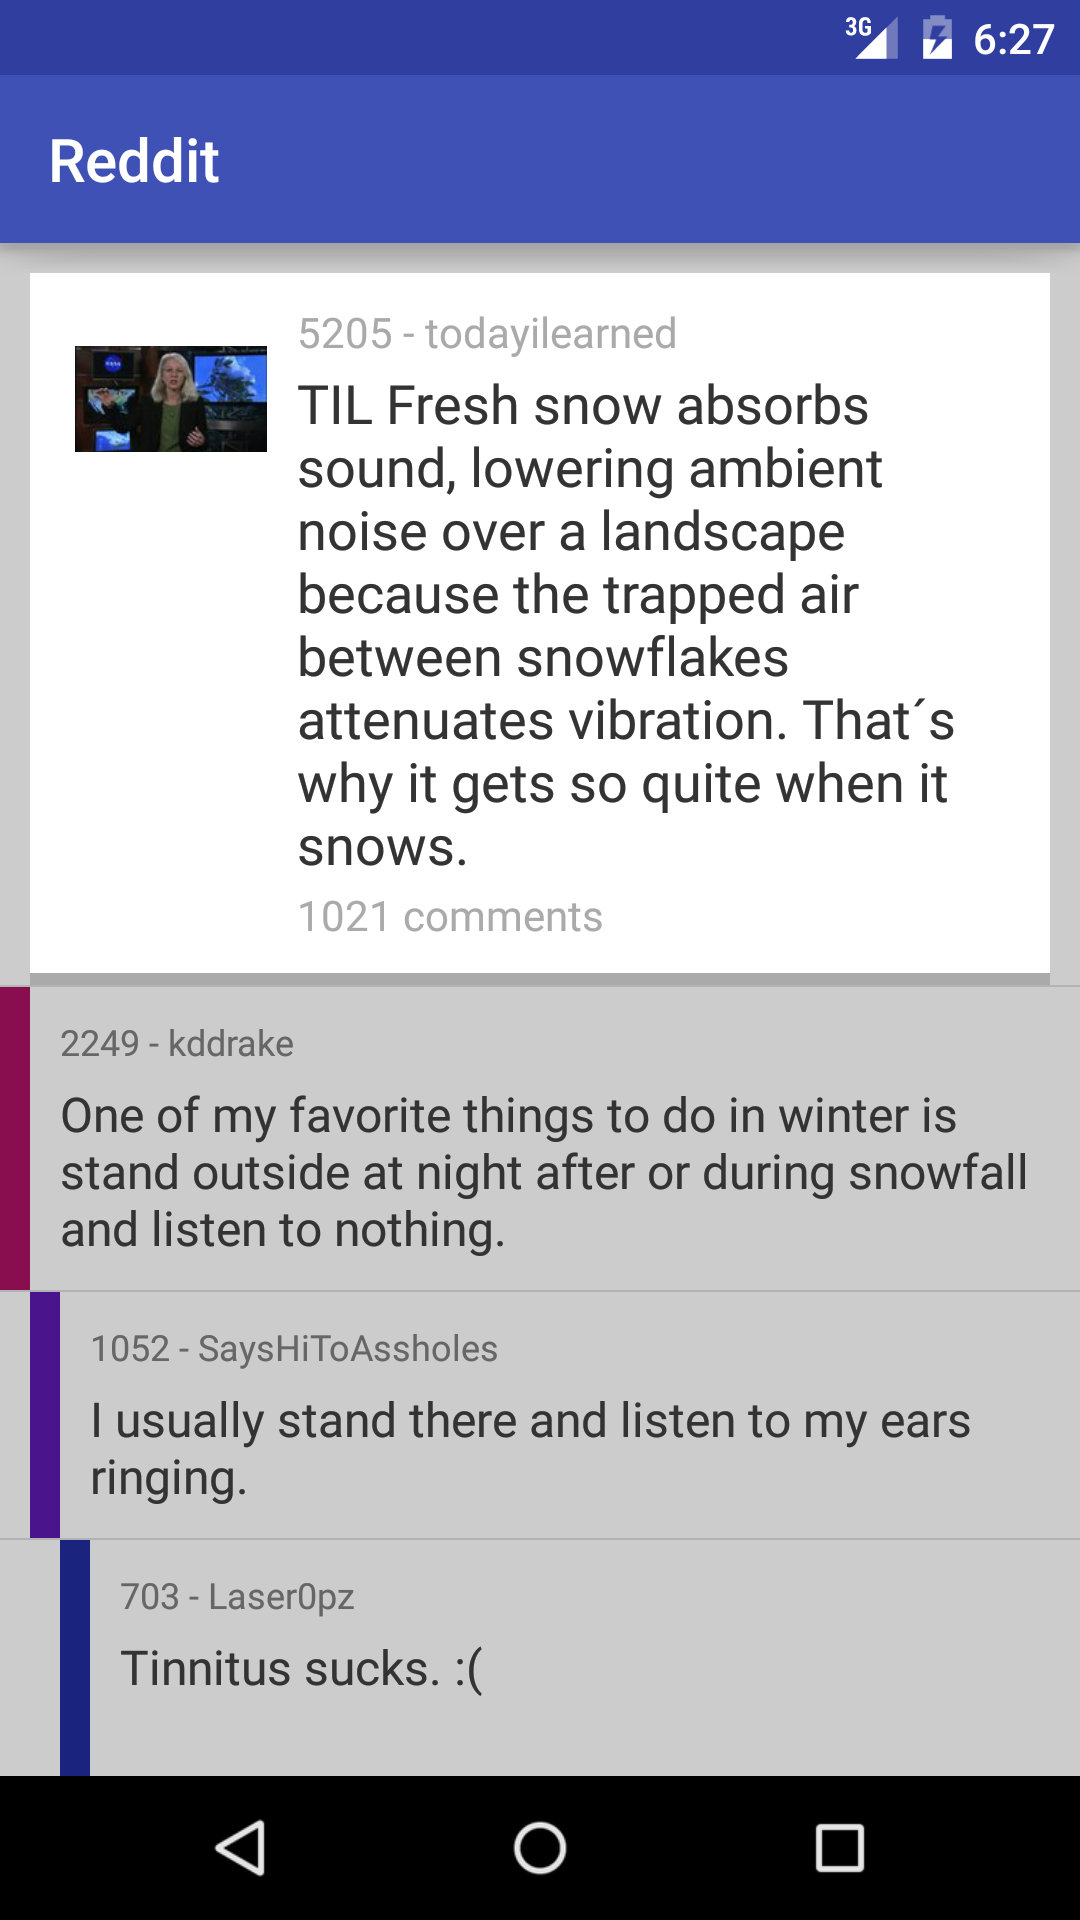 3G 6:27
Reddit
5205 - todayilearned
TIL Fresh snow absorbs
sound, lowering ambient
noise over a landscape
because the trapped air
between snowflakes
attenuates vibration. That´s
why it gets so quite when it
snows.
1021 comments
2249 - kddrake
One of my favorite things to do in winter is
stand outside at night after or during snowfall
and listen to nothing.
1052 - SaysHiToAssholes
I usually stand there and listen to my ears
ringing.
703 - Laser0pz
Tinnitus sucks. :(